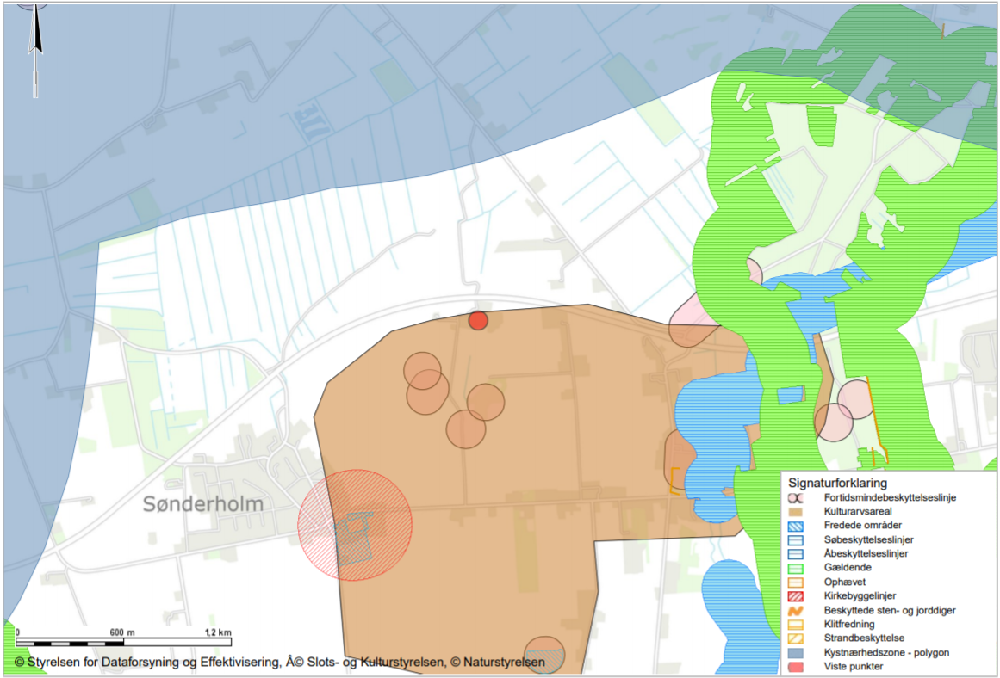 Sønderholm
0 600 m 1,2 km
© Styrelsen for Dataforsyning og Effektivisering, Â© Slots- og Kulturstyrelsen, © Naturstyrelsen
Signaturforklaring
Fortidsmindebeskyttelseslinje
Kulturarvsareal
Fredede områder
Søbeskyttelseslinjer
Åbeskyttelseslinjer
Gældende
Ophævet
Kirkebyggelinjer
Beskyttede sten- og jorddiger
Klitfredning
Strandbeskyttelse
Kystnærhedszone - polygon
Viste punkter